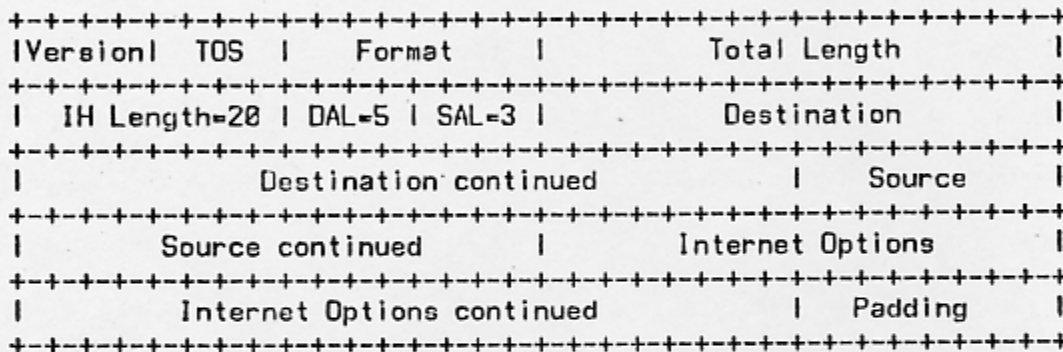 +-+-+-+-+-+-+-+-+-+-+-+-+-+-+-+-+-+-+-+-+-+-+-+-+-+-+-+-+-+-+-+-+
|Version|  TOS  |    Format     |         Total Length          |
+-+-+-+-+-+-+-+-+-+-+-+-+-+-+-+-+-+-+-+-+-+-+-+-+-+-+-+-+-+-+-+-+
|  IH Length=20 | DAL=5 | SAL=3 |          Destination          |
+-+-+-+-+-+-+-+-+-+-+-+-+-+-+-+-+-+-+-+-+-+-+-+-+-+-+-+-+-+-+-+-+
|             Destination continued             |    Source     |
+-+-+-+-+-+-+-+-+-+-+-+-+-+-+-+-+-+-+-+-+-+-+-+-+-+-+-+-+-+-+-+-+
|       Source continued        |       Internet Options        |
+-+-+-+-+-+-+-+-+-+-+-+-+-+-+-+-+-+-+-+-+-+-+-+-+-+-+-+-+-+-+-+-+
|          Internet Options continued           |    Padding    |
+-+-+-+-+-+-+-+-+-+-+-+-+-+-+-+-+-+-+-+-+-+-+-+-+-+-+-+-+-+-+-+-+